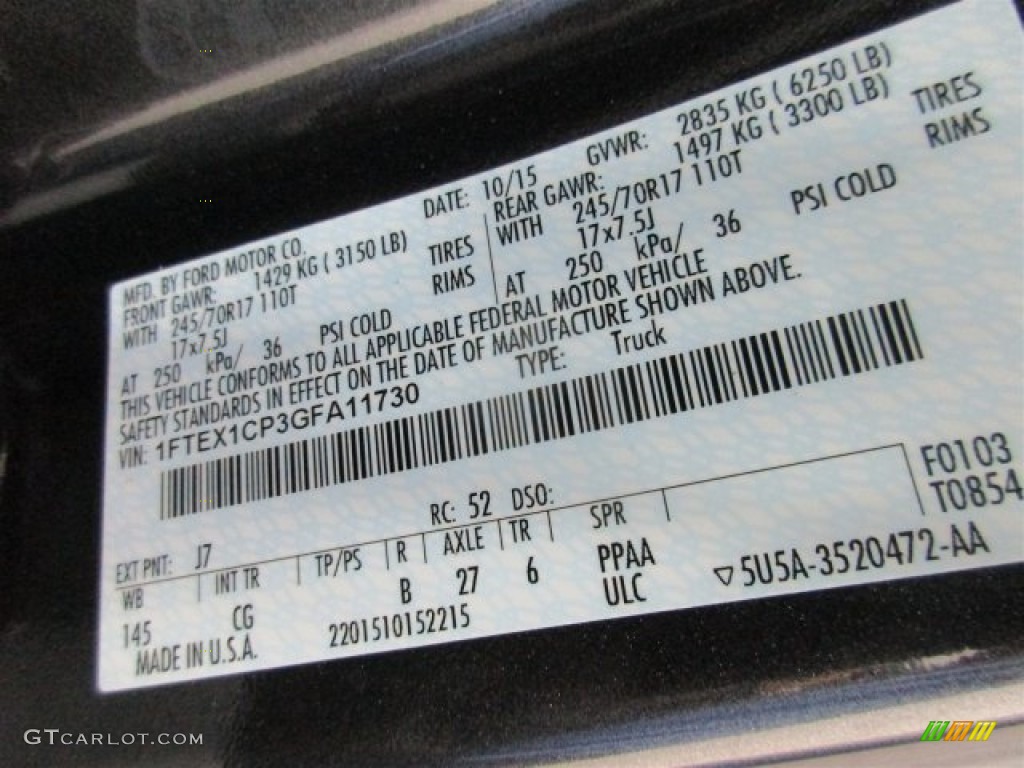 MFD. BY FORD MOTOR CO. DATE: 10/15 GVWR: 2835 KG ( 6250 LB)
FRONT GAWR: 1429 KG ( 3150 LB) REAR GAWR: 1497 KG ( 3300 LB)
WITH 245/70R17 110T TIRES WITH 245/70R17 110T TIRES
17x7.5J RIMS 17x7.5J RIMS
AT 250 kPa/ 36 PSI COLD AT 250 kPa/ 36 PSI COLD
THIS VEHICLE CONFORMS TO ALL APPLICABLE FEDERAL MOTOR VEHICLE
SAFETY STANDARDS IN EFFECT ON THE DATE OF MANUFACTURE SHOWN ABOVE.
VIN: 1FTEX1CP3GFA11730 TYPE: Truck
F0103
T0854
EXT PNT: J7 RC: 52 DSO:
WB INT TR TP/PS R AXLE TR SPR
145 CG B 27 6 PPAA
ULC
▽5U5A-3520472-AA
MADE IN U.S.A. 2201510152215
GTCARLOT.COM